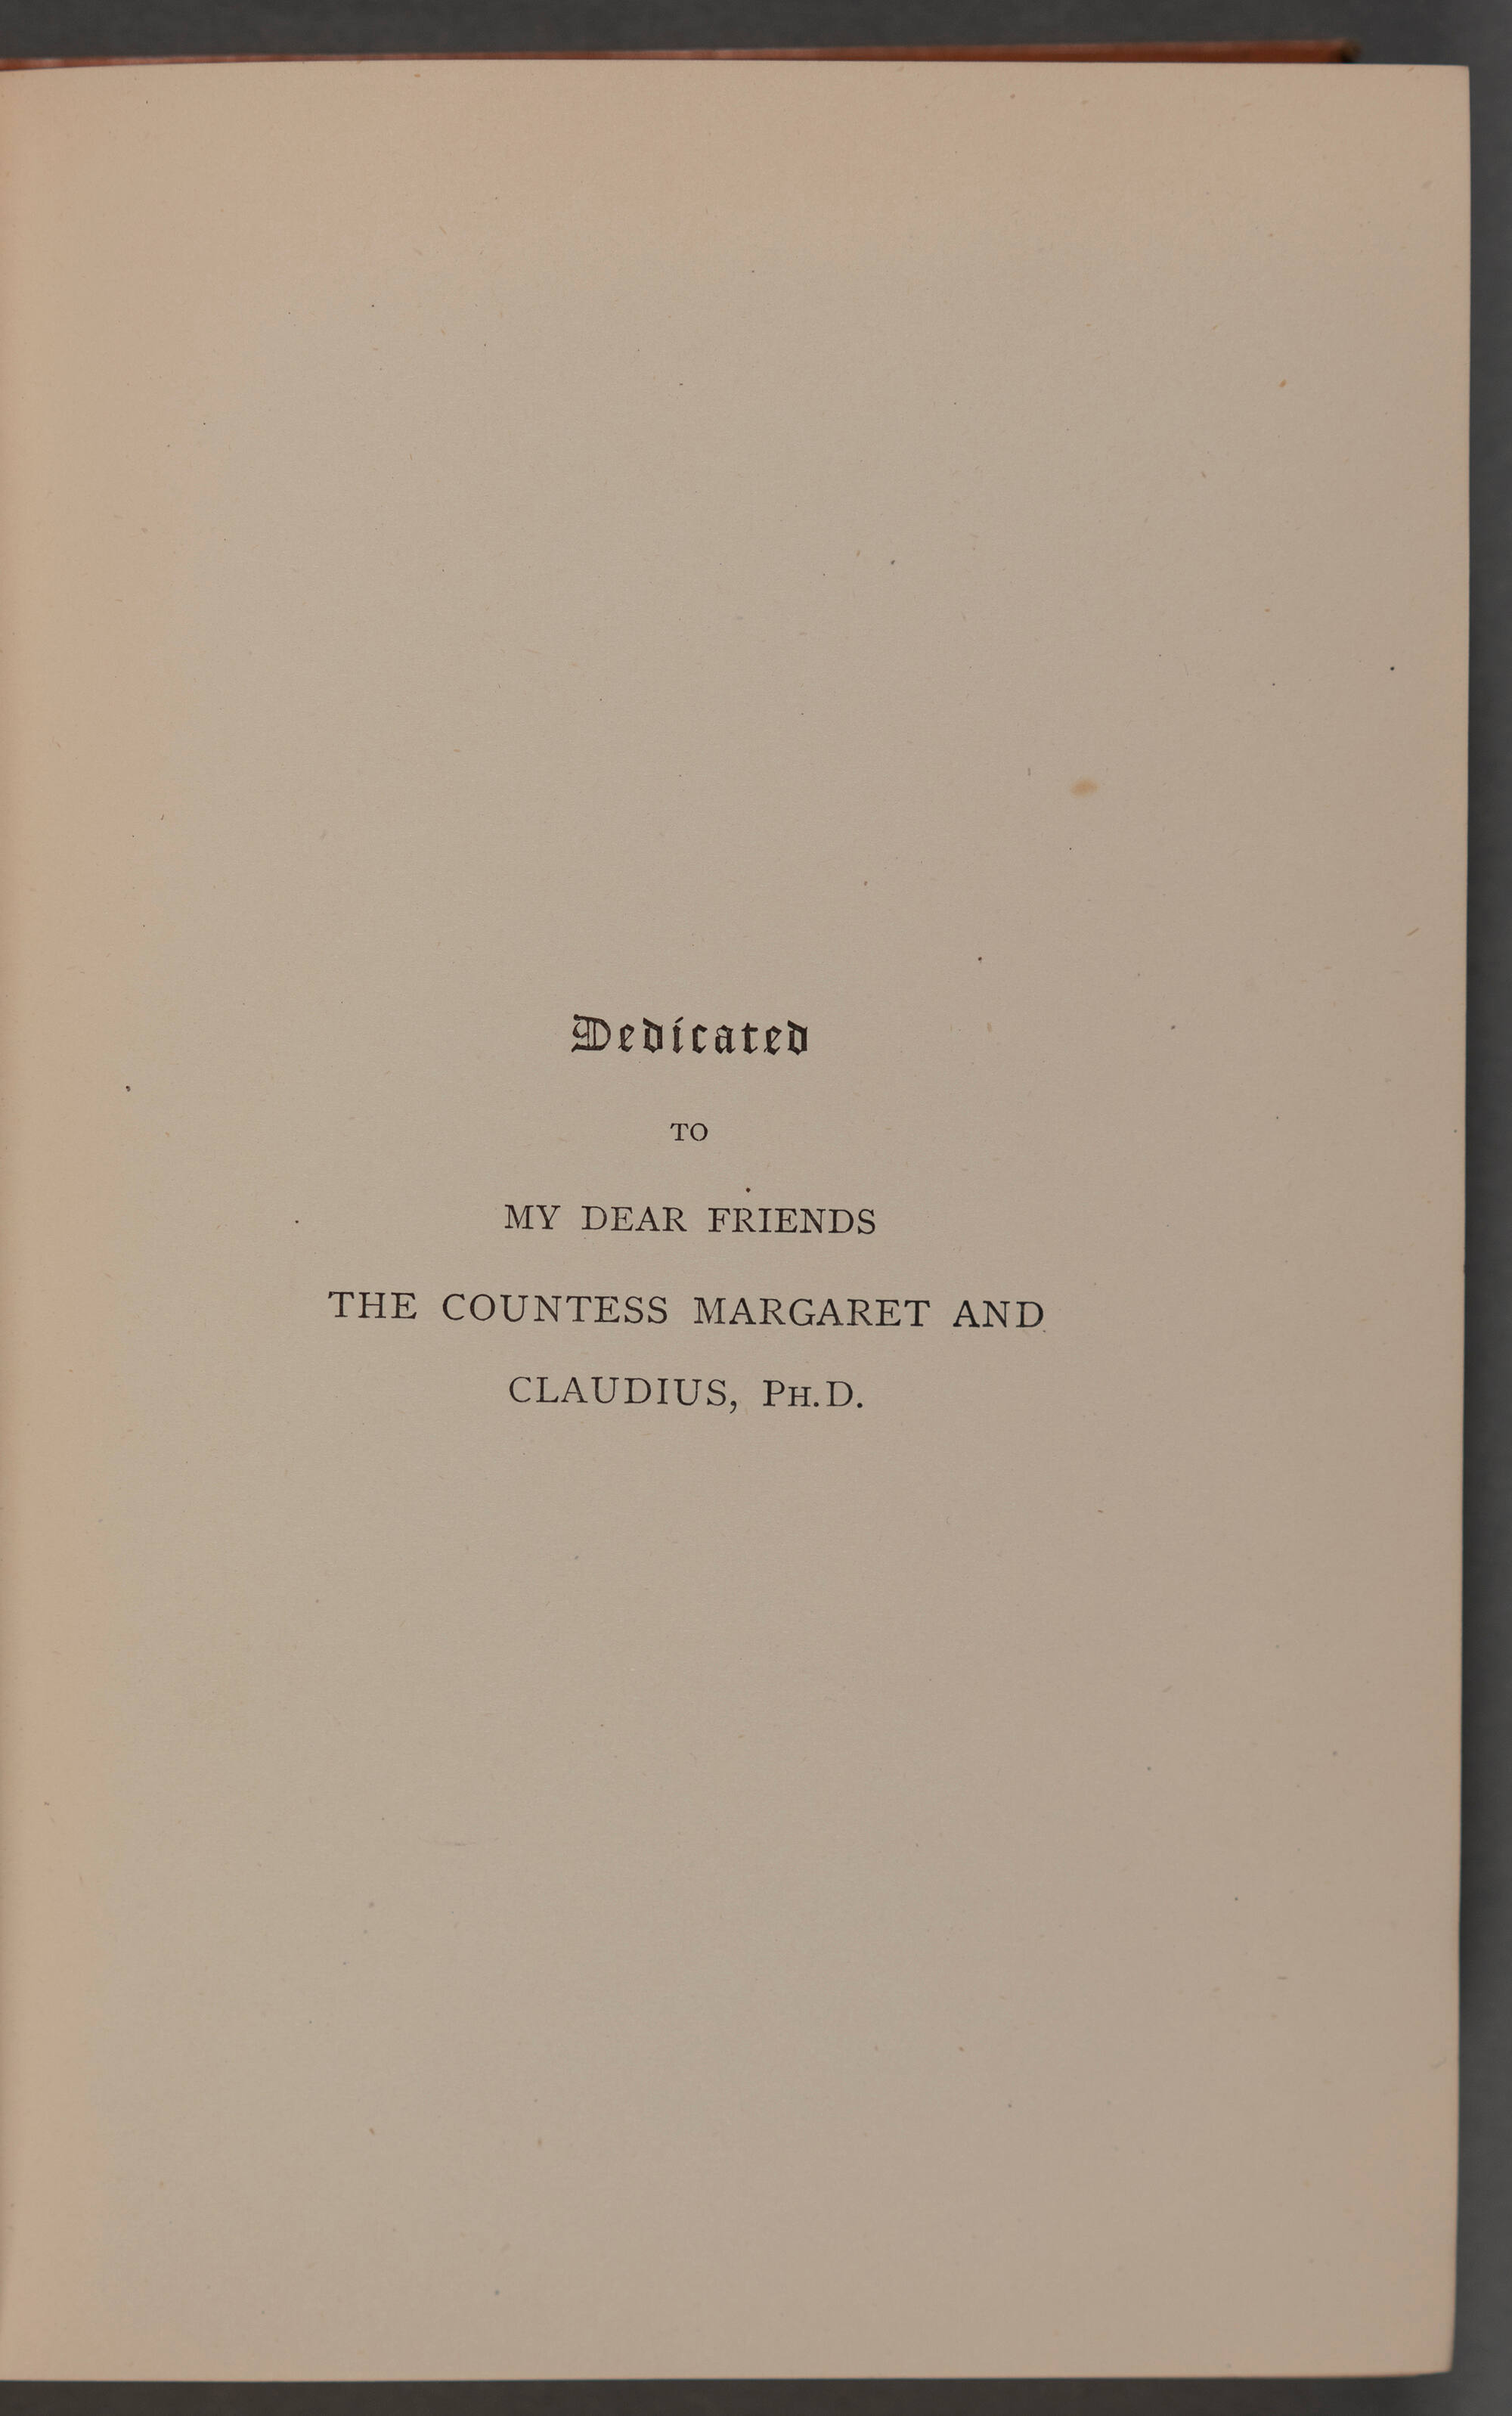 Dedicated
TO
MY DEAR FRIENDS
THE COUNTESS MARGARET AND
CLAUDIUS, PH.D.